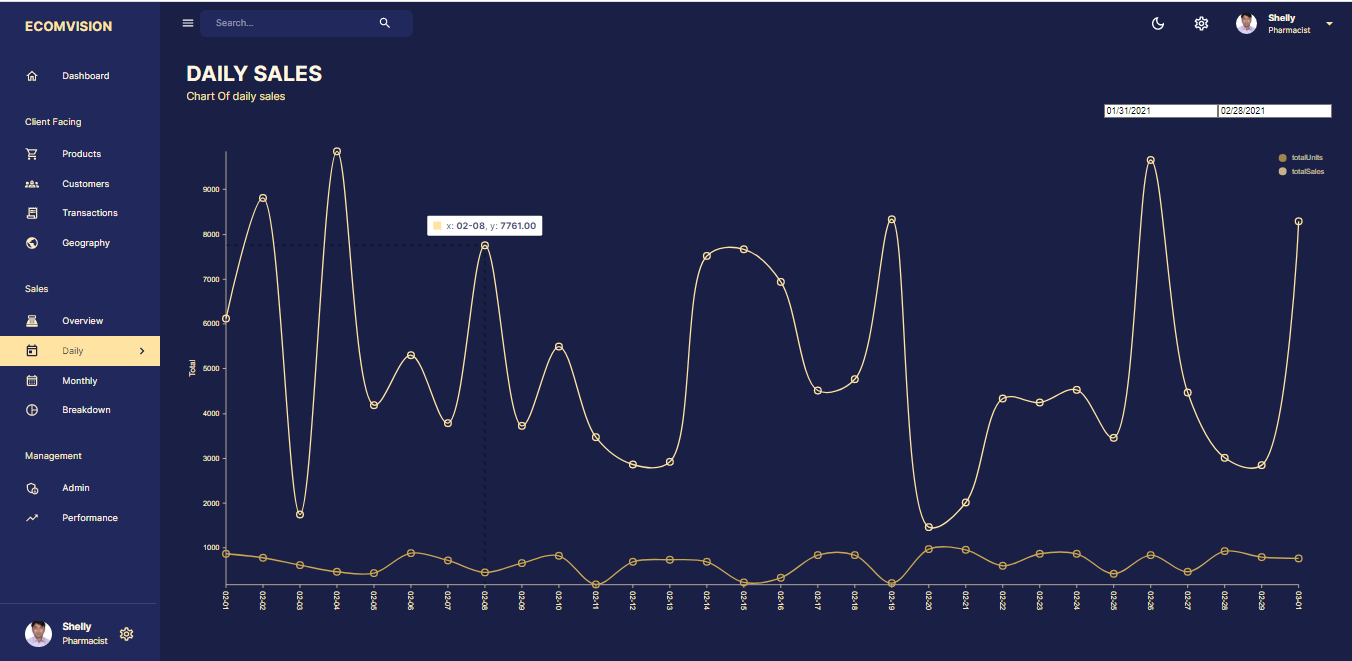 ECOMVISION
Search...
Shelly
Pharmacist
Dashboard
Client Facing
Products
Customers
Transactions
Geography
Sales
Overview
Daily
Monthly
Breakdown
Management
Admin
Performance
Shelly
Pharmacist
DAILY SALES
Chart Of daily sales
01/31/2021
02/28/2021
totalUnits
totalSales
x: 02-08, y: 7761.00
Total
9000
8000
7000
6000
5000
4000
3000
2000
1000
02-01
02-02
02-03
02-04
02-05
02-06
02-07
02-08
02-09
02-10
02-11
02-12
02-13
02-14
02-15
02-16
02-17
02-18
02-19
02-20
02-21
02-22
02-23
02-24
02-25
02-26
02-27
02-28
02-29
03-01